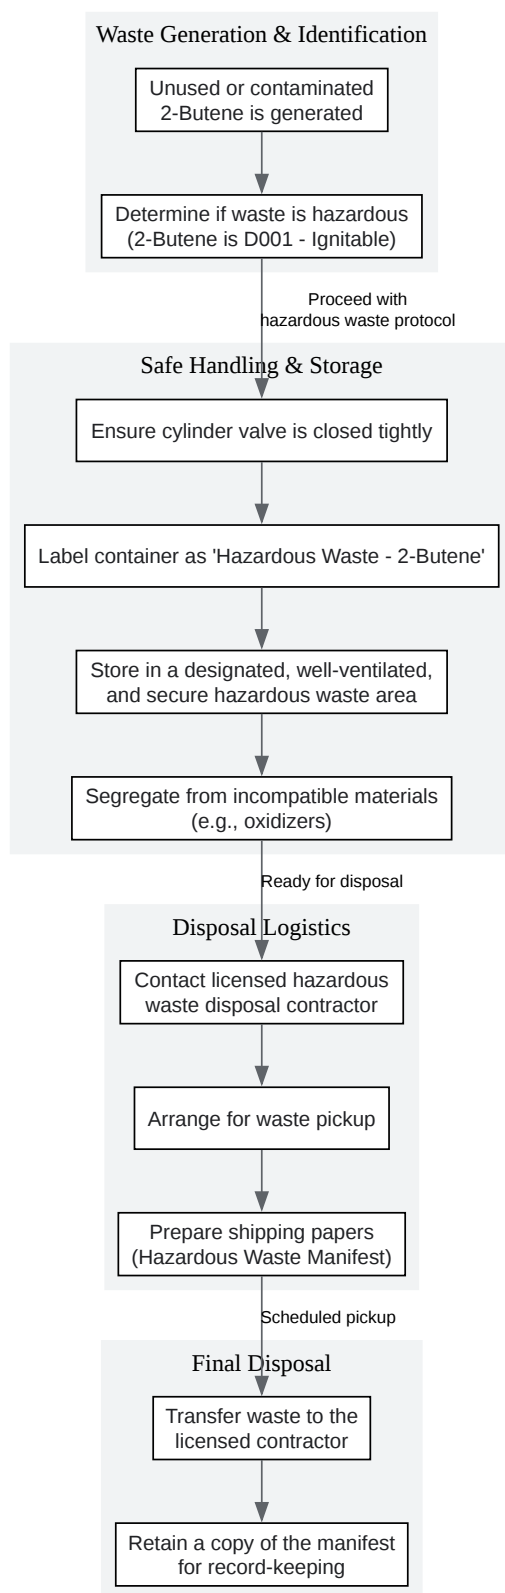 Waste Generation & Identification
Unused or contaminated
2-Butene is generated
Determine if waste is hazardous
(2-Butene is D001 - Ignitable)
Proceed with
hazardous waste protocol
Safe Handling & Storage
Ensure cylinder valve is closed tightly
Label container as 'Hazardous Waste - 2-Butene'
Store in a designated, well-ventilated,
and secure hazardous waste area
Segregate from incompatible materials
(e.g., oxidizers)
Ready for disposal
Disposal Logistics
Contact licensed hazardous
waste disposal contractor
Arrange for waste pickup
Prepare shipping papers
(Hazardous Waste Manifest)
Scheduled pickup
Final Disposal
Transfer waste to the
licensed contractor
Retain a copy of the manifest
for record-keeping